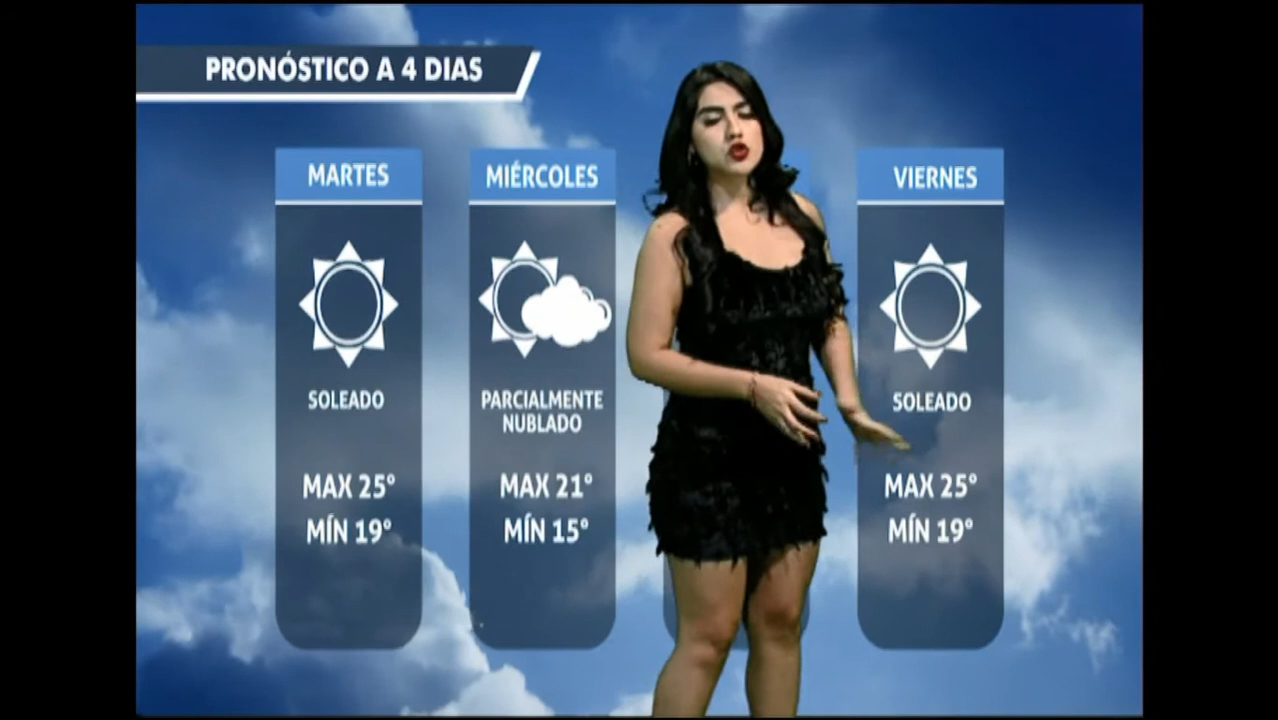 PRONÓSTICO A 4 DIAS
MARTES
SOLEADO
MAX 25°
MÍN 19°
MIÉRCOLES
PARCIALMENTE
NUBLADO
MAX 21°
MÍN 15°
VIERNES
SOLEADO
MAX 25°
MÍN 19°